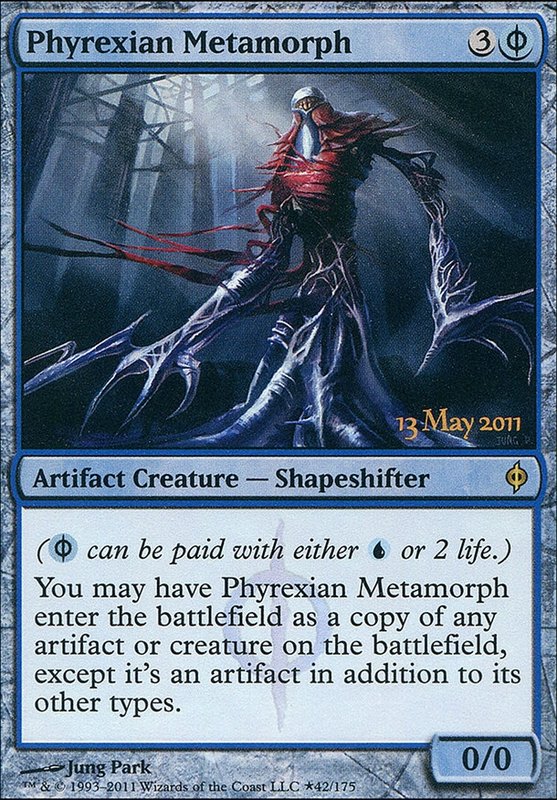 Phyrexian Metamorph 3
13 May 2011
JUNG P.
Artifact Creature — Shapeshifter
( can be paid with either or 2 life.)
You may have Phyrexian Metamorph
enter the battlefield as a copy of any
artifact or creature on the battlefield,
except it's an artifact in addition to its
other types.
0/0
Jung Park
™ & © 1993–2011 Wizards of the Coast LLC ★42/175